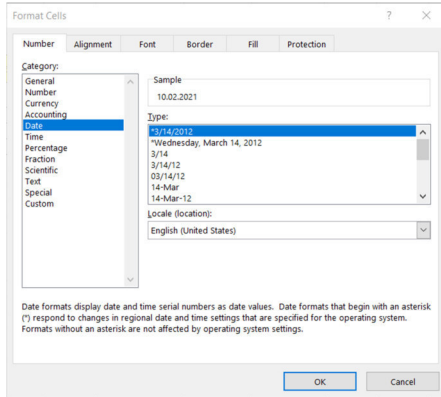 Format Cells ? ×
Number Alignment Font Border Fill Protection
Category:
General
Number
Currency
Accounting
Date
Time
Percentage
Fraction
Scientific
Text
Special
Custom
Sample
10.02.2021
Type:
*3/14/2012
*Wednesday, March 14, 2012
3/14
3/14/12
03/14/12
14-Mar
14-Mar-12
Locale (location):
English (United States)
Date formats display date and time serial numbers as date values. Date formats that begin with an asterisk
(*) respond to changes in regional date and time settings that are specified for the operating system.
Formats without an asterisk are not affected by operating system settings.
OK Cancel